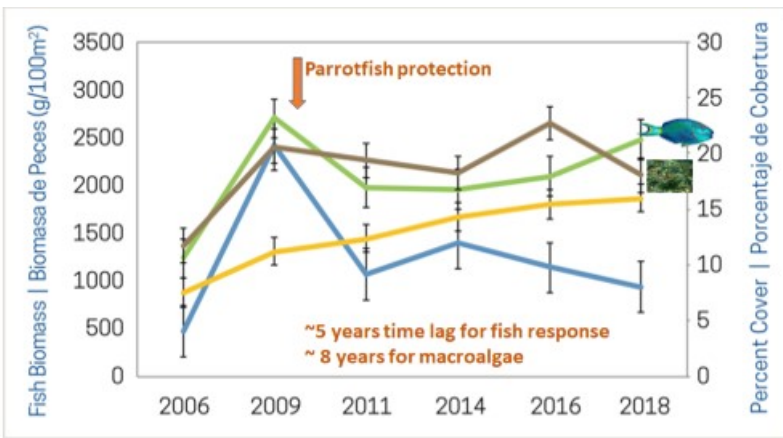 Fish Biomass | Biomasa de Peces (g/100m²)
3500
3000
2500
2000
1500
1000
500
0
Parrotfish protection
~5 years time lag for fish response
~ 8 years for macroalgae
2006 2009 2011 2014 2016 2018
30
25
20
15
10
5
0
Percent Cover | Porcentaje de Cobertura